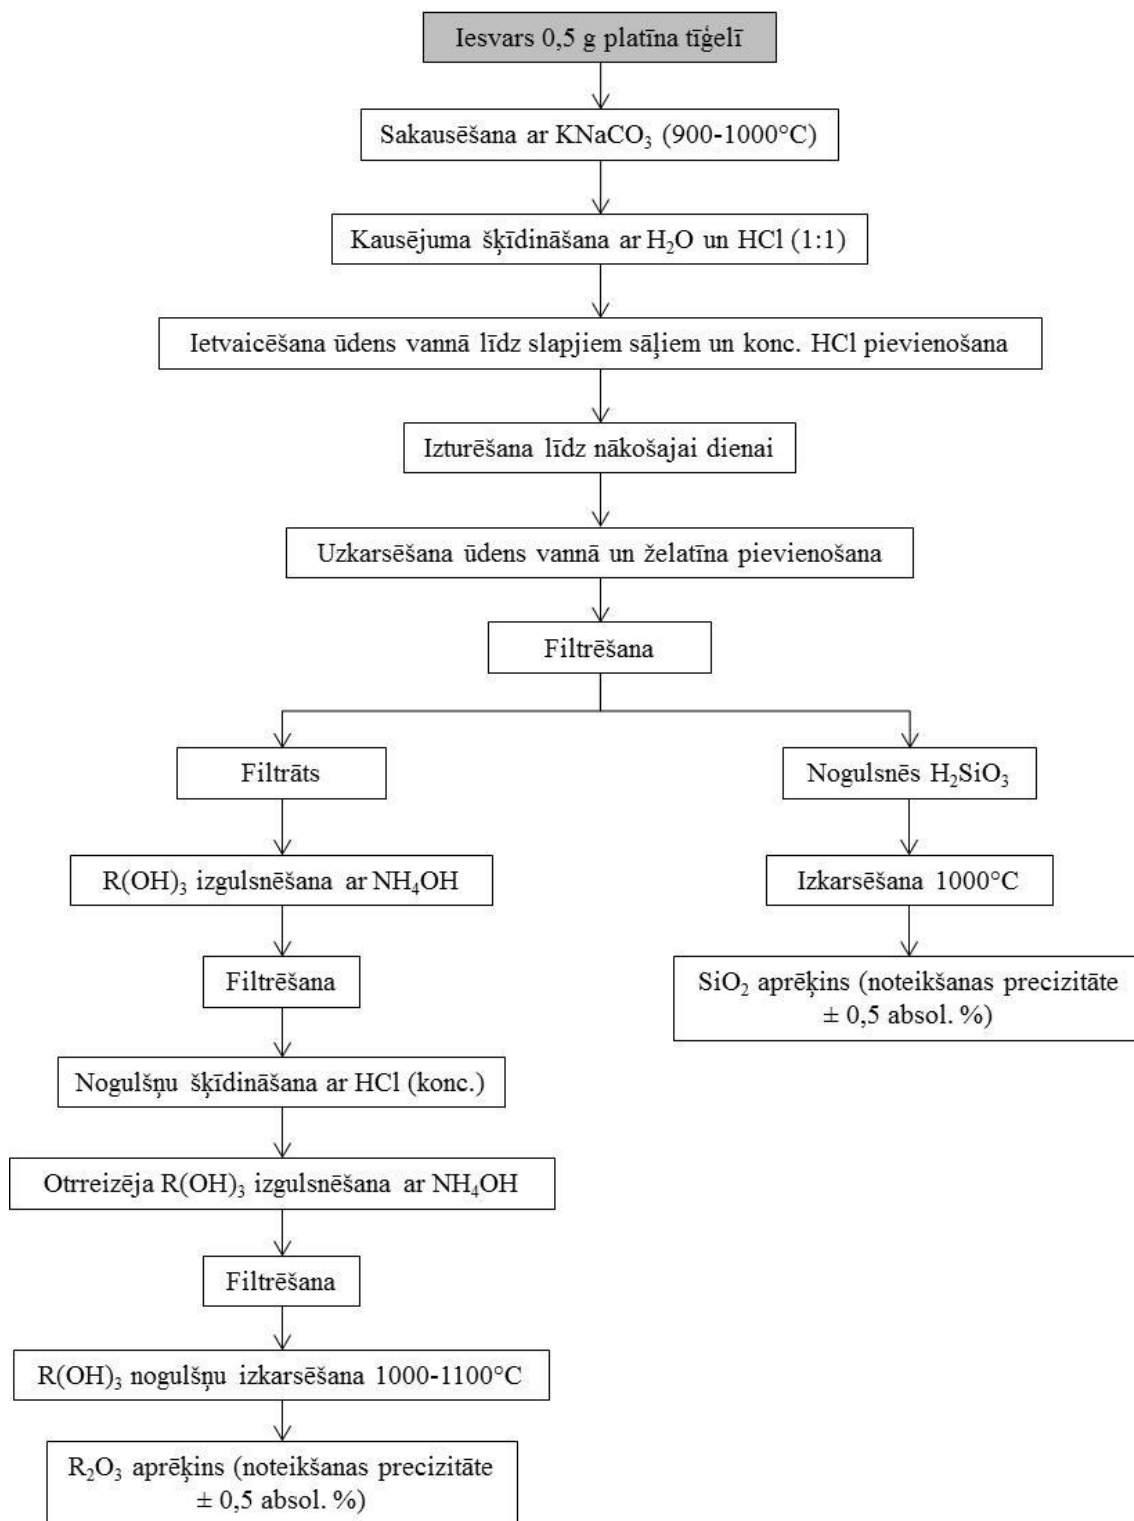 Iesvars 0,5 g platīna tīģelī
Sakausēšana ar KNaCO₃ (900-1000°C)
Kausējuma šķīdināšana ar H₂O un HCl (1:1)
Ietvaicēšana ūdens vannā līdz slapjiem sāļiem un konc. HCl pievienošana
Izturēšana līdz nākošajai dienai
Uzkarsēšana ūdens vannā un želatīna pievienošana
Filtrēšana
Filtrāts
Nogulsnēs H₂SiO₃
R(OH)₃ izgulsnēšana ar NH₄OH
Izkarsēšana 1000°C
Filtrēšana
SiO₂ aprēķins (noteikšanas precizitāte
± 0,5 absol. %)
Nogulšņu šķīdināšana ar HCl (konc.)
Otrreizēja R(OH)₃ izgulsnēšana ar NH₄OH
Filtrēšana
R(OH)₃ nogulšņu izkarsēšana 1000-1100°C
R₂O₃ aprēķins (noteikšanas precizitāte
± 0,5 absol. %)